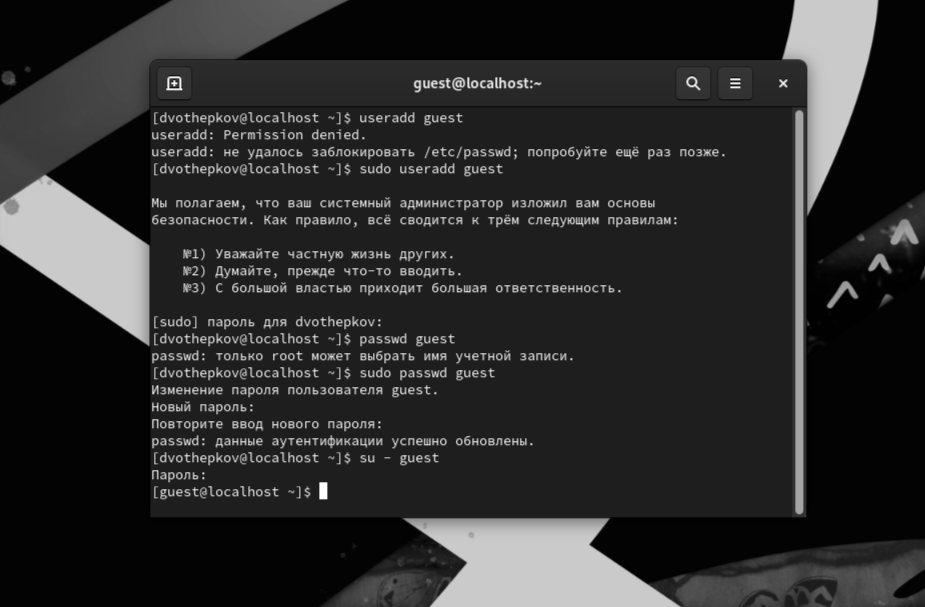 guest@localhost:~
[dvothepkov@localhost ~]$ useradd guest
useradd: Permission denied.
useradd: не удалось заблокировать /etc/passwd; попробуйте ещё раз позже.
[dvothepkov@localhost ~]$ sudo useradd guest
Мы полагаем, что ваш системный администратор изложил вам основы
безопасности. Как правило, всё сводится к трём следующим правилам:
№1) Уважайте частную жизнь других.
№2) Думайте, прежде что-то вводить.
№3) С большой властью приходит большая ответственность.
[sudo] пароль для dvothepkov:
[dvothepkov@localhost ~]$ passwd guest
passwd: только root может выбрать имя учетной записи.
[dvothepkov@localhost ~]$ sudo passwd guest
Изменение пароля пользователя guest.
Новый пароль:
Повторите ввод нового пароля:
passwd: данные аутентификации успешно обновлены.
[dvothepkov@localhost ~]$ su - guest
Пароль:
[guest@localhost ~]$